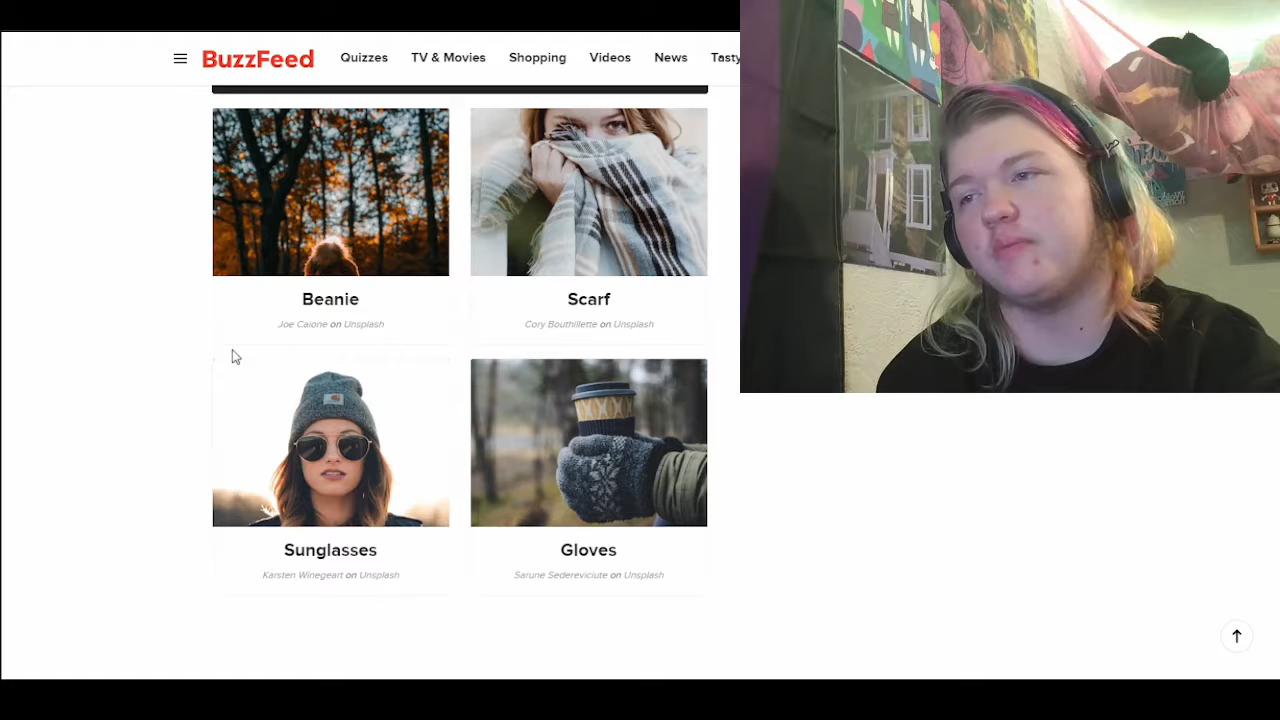 BuzzFeed Quizzes TV & Movies Shopping Videos News Tasty
Beanie
Joe Caione on Unsplash
Scarf
Cory Bouthillette on Unsplash
Sunglasses
Karsten Winegeart on Unsplash
Gloves
Sarune Sedereviciute on Unsplash